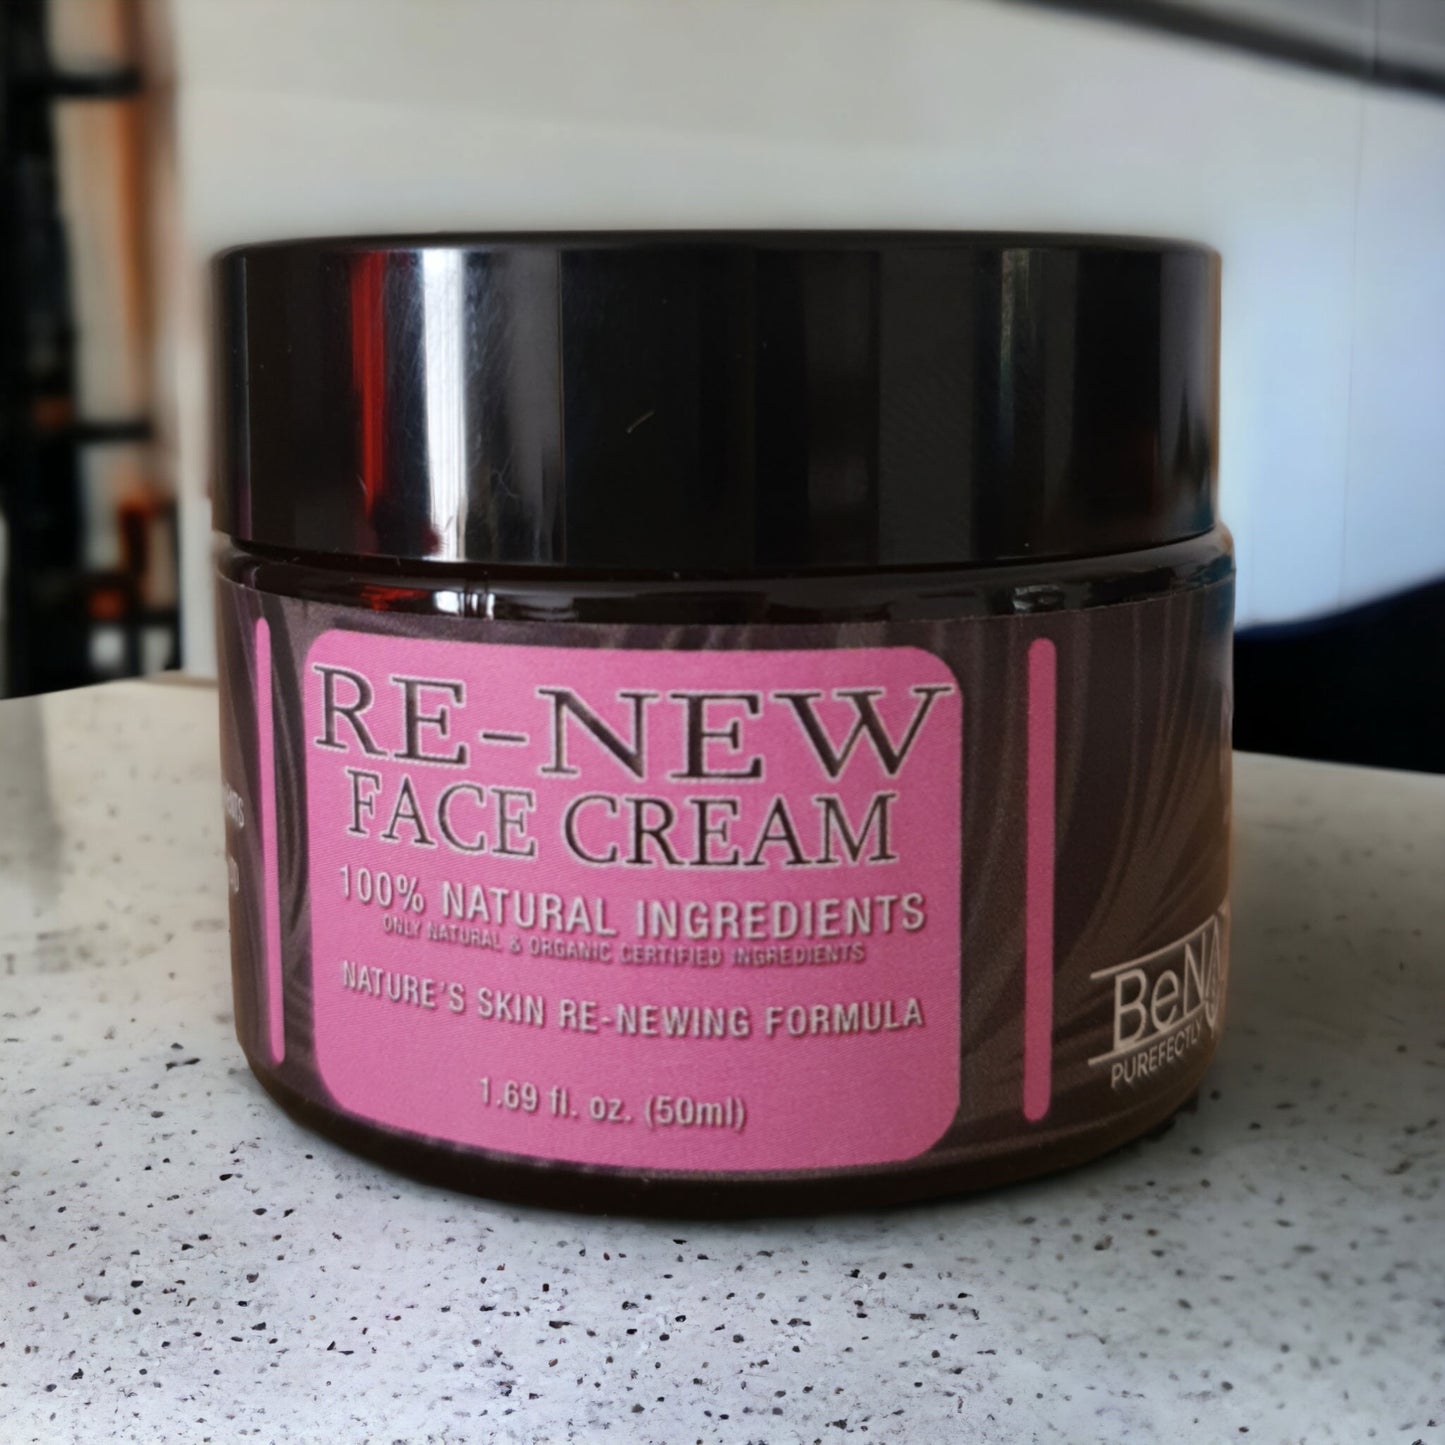 RE-NEW
FACE CREAM
100% NATURAL INGREDIENTS
ONLY NATURAL & ORGANIC CERTIFIED INGREDIENTS
NATURE'S SKIN RE-NEWING FORMULA
1.69 fl. oz. (50ml)
BeN
PUREFECTLY